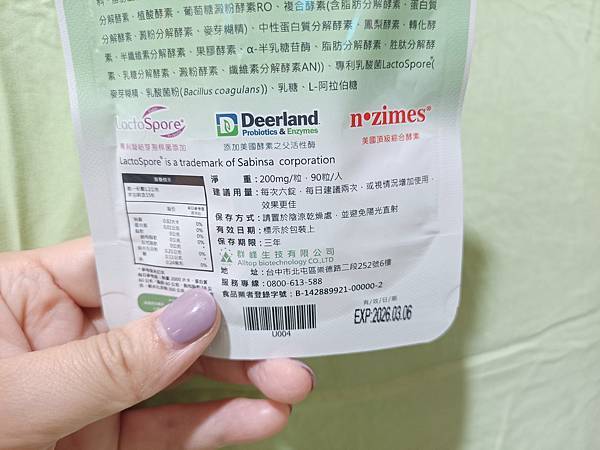 分解酵素、植酸酵素、葡萄糖澱粉酵素RO、複合酵素(含脂肪分解酵素、蛋白質
分解酵素、澱粉分解酵素、麥芽糊精)、中性蛋白質分解酵素、鳳梨酵素、轉化酵
素、半纖維素分解酵素、果膠酵素、α-半乳糖苷酶、脂肪分解酵素、胜肽分解酵
素、乳糖分解酵素、澱粉酵素、纖維素分解酵素AN))、專利乳酸菌LactoSpore®(
麥芽糊精、乳酸菌粉(Bacillus coagulans))、乳糖、L-阿拉伯糖
LactoSpore®
Deerland
Probiotics & Enzymes
添加美國酵素之父活性酶
n·zimes®
美國頂級綜合酵素
LactoSpore® is a trademark of Sabinsa corporation
淨重:200mg/粒,90粒/入
建議用量:每次六錠,每日建議兩次,或視情況增加使用,
效果更佳
保存方式:請置於陰涼乾燥處,並避免陽光直射
有效日期:標示於包裝上
保存期限:三年
群峰生技有限公司
Alltop biotechnology CO.,LTD
地址:台中市北屯區崇德路二段252號6樓
服務專線:0800-613-588
食品業者登錄字號:B-142889921-00000-2
U004
有/效/日/期
EXP:2026.03.06